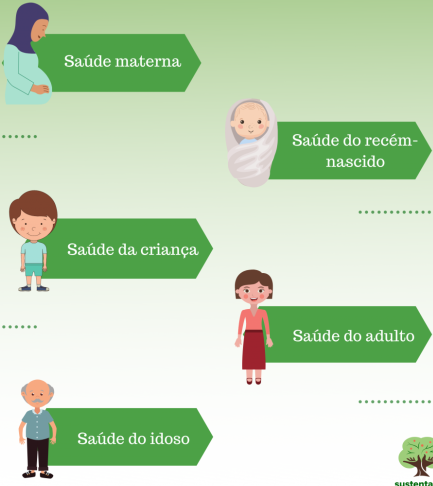 Saúde materna
Saúde do recém-
nascido
Saúde da criança
Saúde do adulto
Saúde do idoso
sustenta